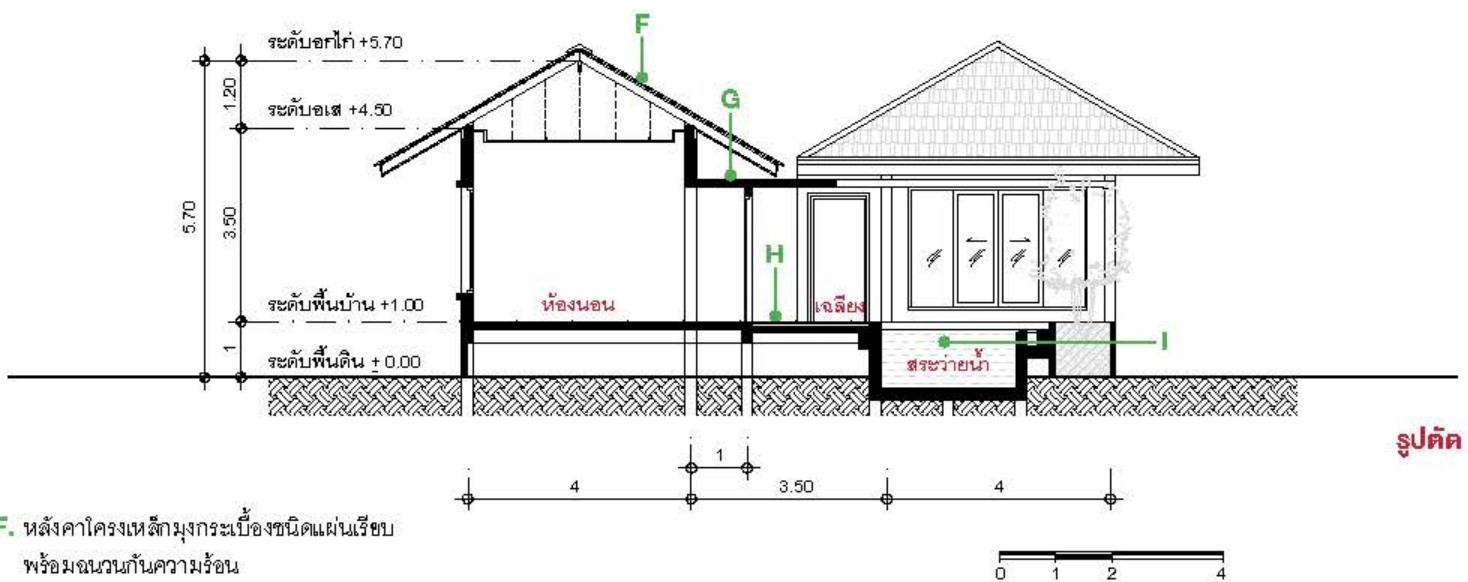 F
ระดับอกไก่ +5.70
G
1.20
ระดับอเส +4.50
5.70
3.50
H
ระดับพื้นบ้าน +1.00
ห้องนอน
เฉลียง
1
ระดับพื้นดิน ± 0.00
สระว่ายน้ำ
I
รูปตัด
1
4
3.50
4
F. หลังคาโครงเหล็กมุงกระเบื้องชนิดแผ่นเรียบ
พร้อมฉนวนกันความร้อน
0 1 2 4